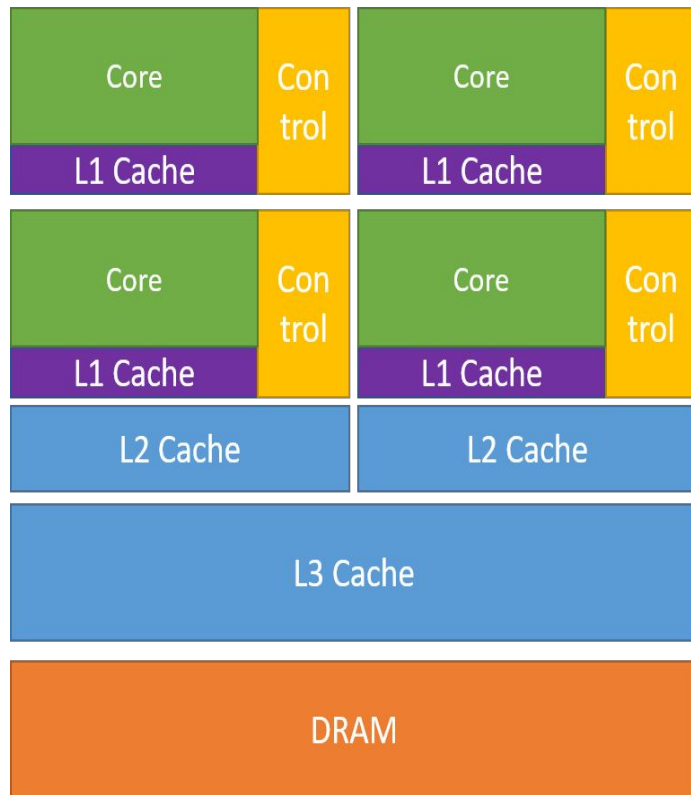 Core
Con
trol
L1 Cache
Core
Con
trol
L1 Cache
Core
Con
trol
L1 Cache
Core
Con
trol
L1 Cache
L2 Cache
L2 Cache
L3 Cache
DRAM